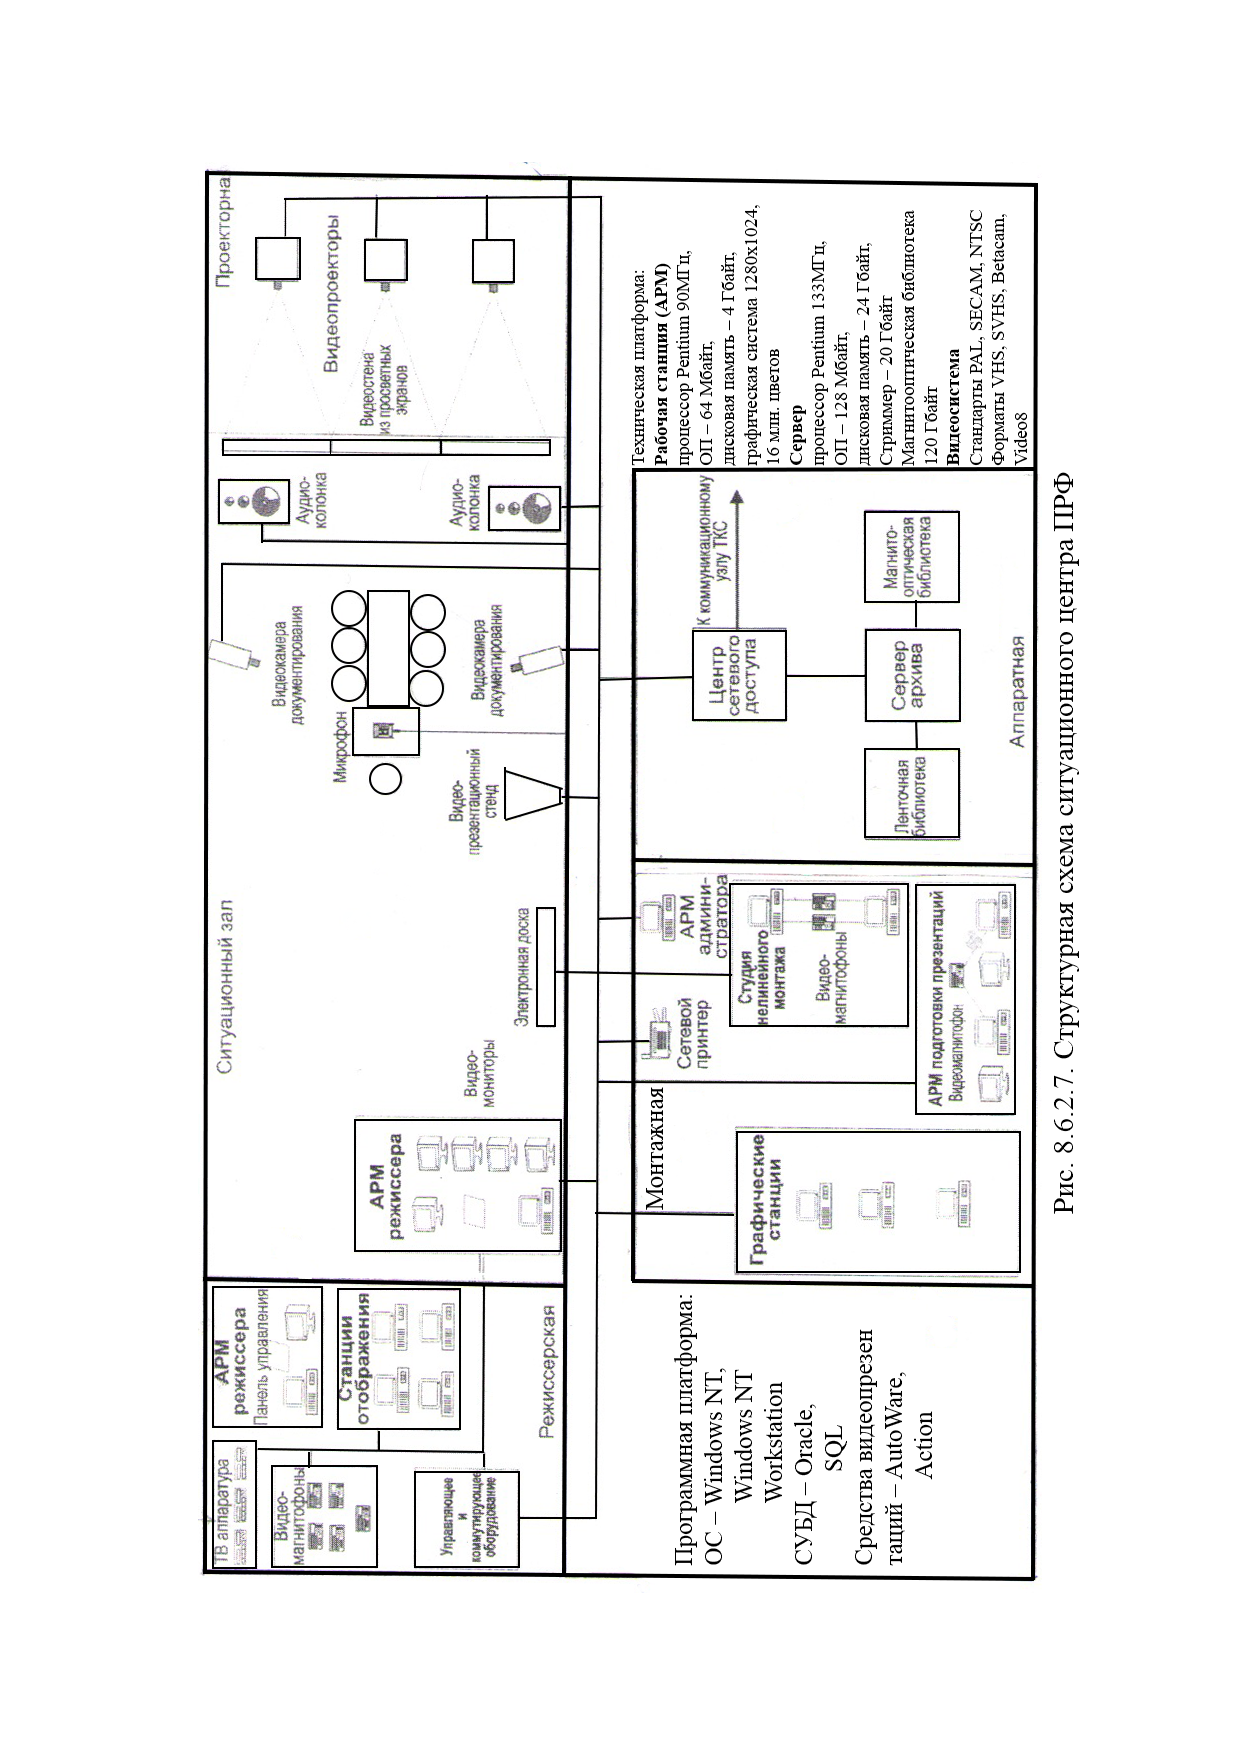 ТВ аппаратура
Видео-
магнитофоны
Управляющее
и
коммутирующее
оборудование
АРМ
режиссера
Панель управления
Станции
отображения
Режиссерская
Ситуационный зал
АРМ
режиссера
Видео-
мониторы
Электронная доска
Видео-
презентационный
стенд
Микрофон
Видеокамера
документирования
Видеокамера
документирования
Аудио-
колонка
Аудио-
колонка
Проекторна
Видеопроекторы
Видеостена
из просветных
экранов
Программная платформа:
ОС – Windows NT,
Windows NT
Workstation
СУБД – Oracle,
SQL
Средства видеопрезен
таций – AutoWare,
Action
Монтажная
Графические
станции
Сетевой
принтер
АРМ
админи-
стратора
Студия
нелинейного
монтажа
Видео-
магнитофоны
АРМ подготовки презентаций
Видеомагнитофон
Центр
сетевого
доступа
К коммуникационному
узлу ТКС
Ленточная
библиотека
Сервер
архива
Магнито-
оптическая
библиотека
Аппаратная
Техническая платформа:
Рабочая станция (АРМ)
процессор Pentium 90МГц,
ОП – 64 Мбайт,
дисковая память – 4 Гбайт,
графическая система 1280x1024,
16 млн. цветов
Сервер
процессор Pentium 133МГц,
ОП – 128 Мбайт,
дисковая память – 24 Гбайт,
Стриммер – 20 Гбайт
Магнитооптическая библиотека
120 Гбайт
Видеосистема
Стандарты PAL, SECAM, NTSC
Форматы VHS, SVHS, Betacam,
Video8
Рис. 8.6.2.7. Структурная схема ситуационного центра ПРФ